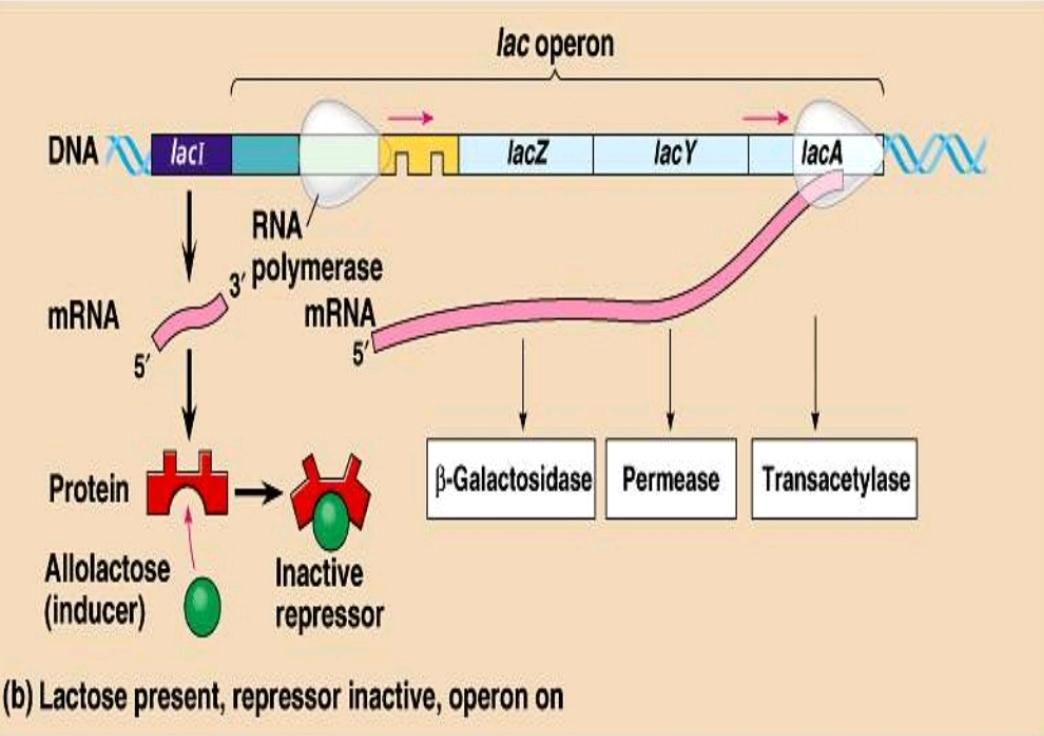 lac operon
DNA
lacI
lacZ
lacY
lacA
RNA
polymerase
3′
mRNA
5′
mRNA
5′
Protein
β-Galactosidase
Permease
Transacetylase
Allolactose
(inducer)
Inactive
repressor
(b) Lactose present, repressor inactive, operon on